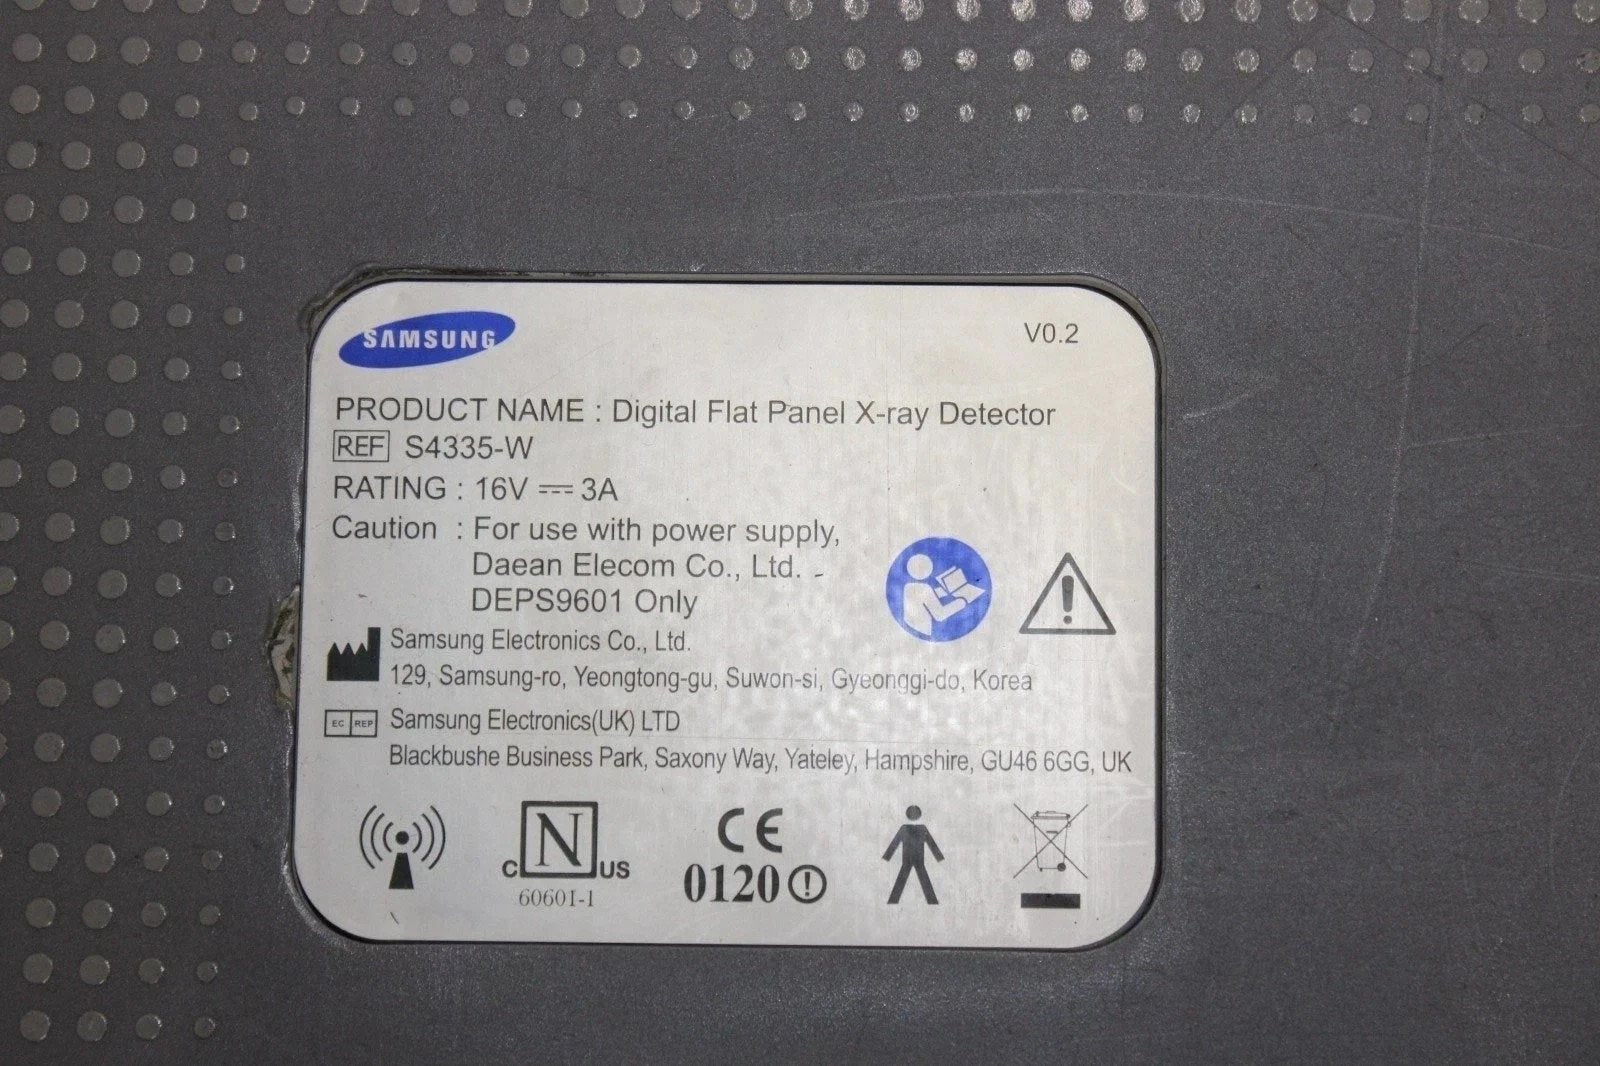 SAMSUNG
V0.2
PRODUCT NAME : Digital Flat Panel X-ray Detector
REF S4335-W
RATING : 16V ⎓ 3A
Caution : For use with power supply,
Daean Elecom Co., Ltd. -
DEPS9601 Only
Samsung Electronics Co., Ltd.
129, Samsung-ro, Yeongtong-gu, Suwon-si, Gyeonggi-do, Korea
EC REP Samsung Electronics(UK) LTD
Blackbushe Business Park, Saxony Way, Yateley, Hampshire, GU46 6GG, UK
C N US
60601-1
CE
0120